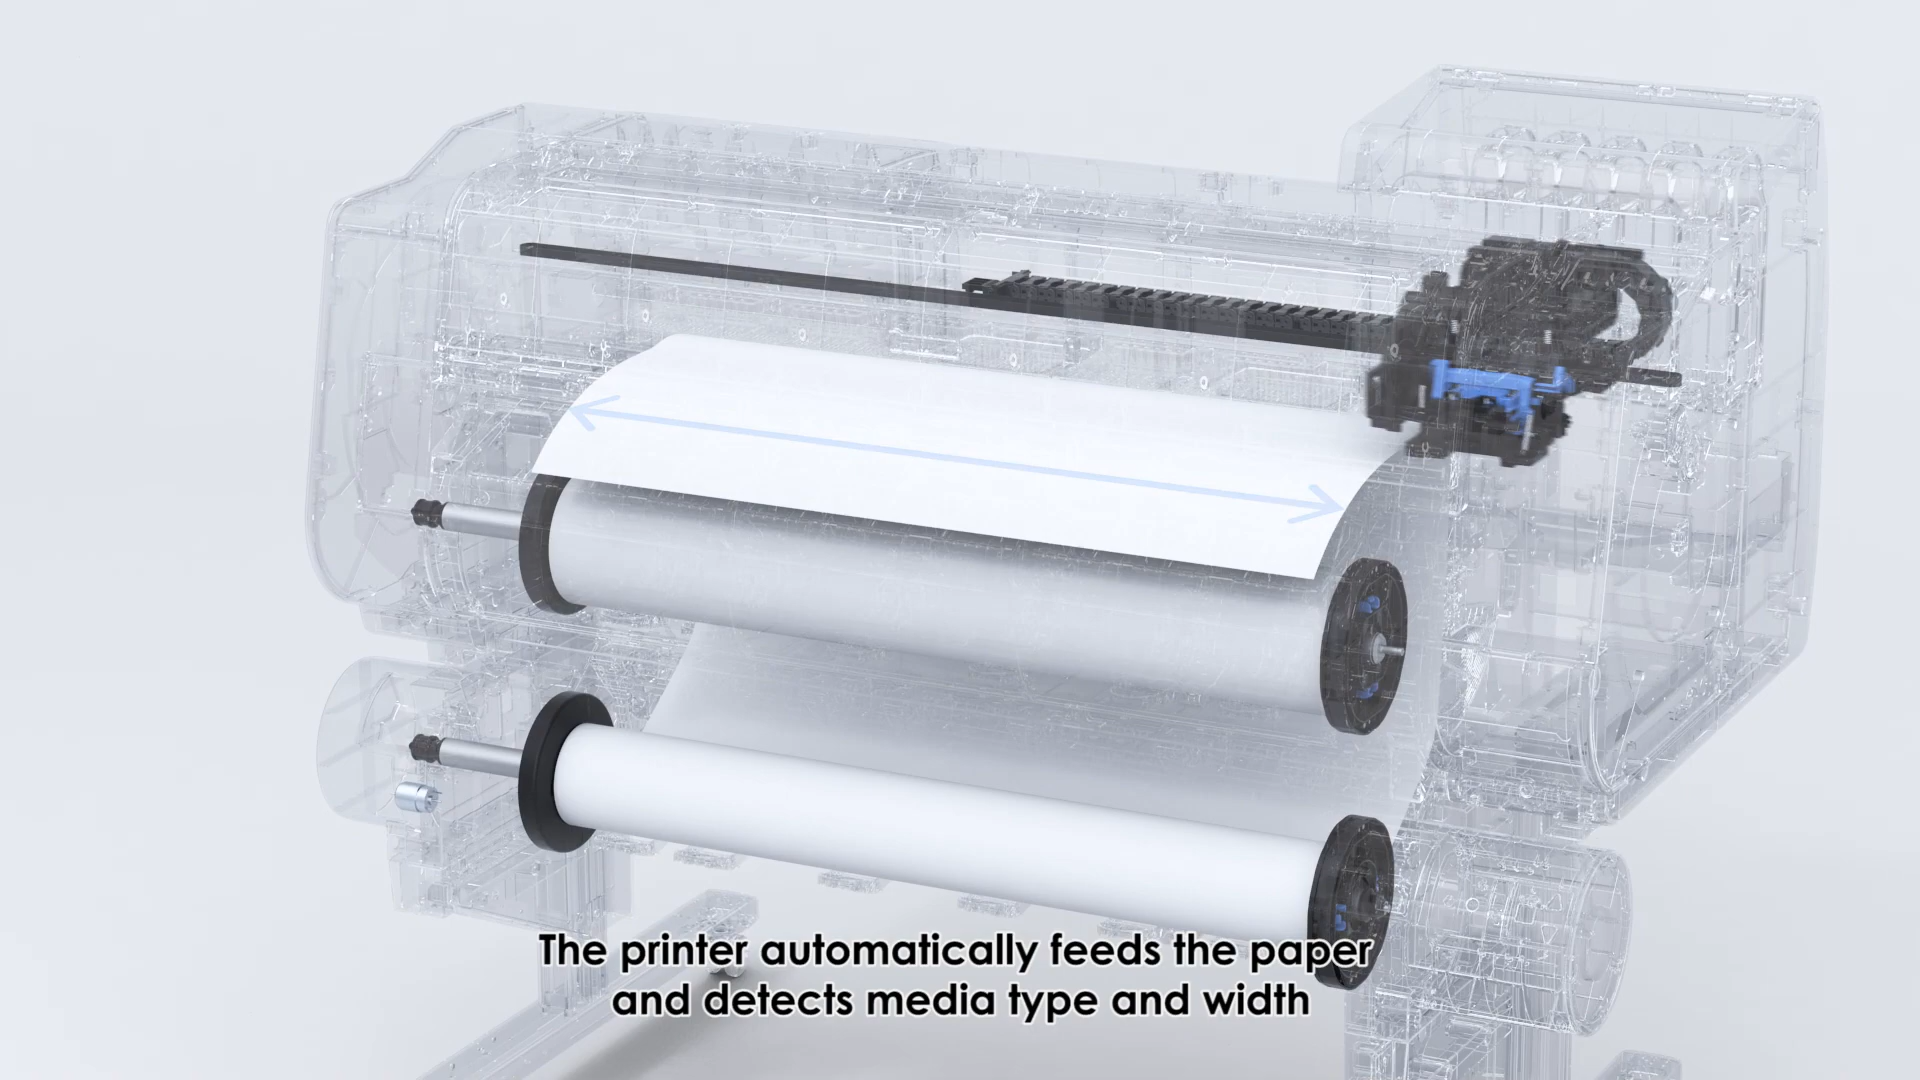 The printer automatically feeds the paper
and detects media type and width